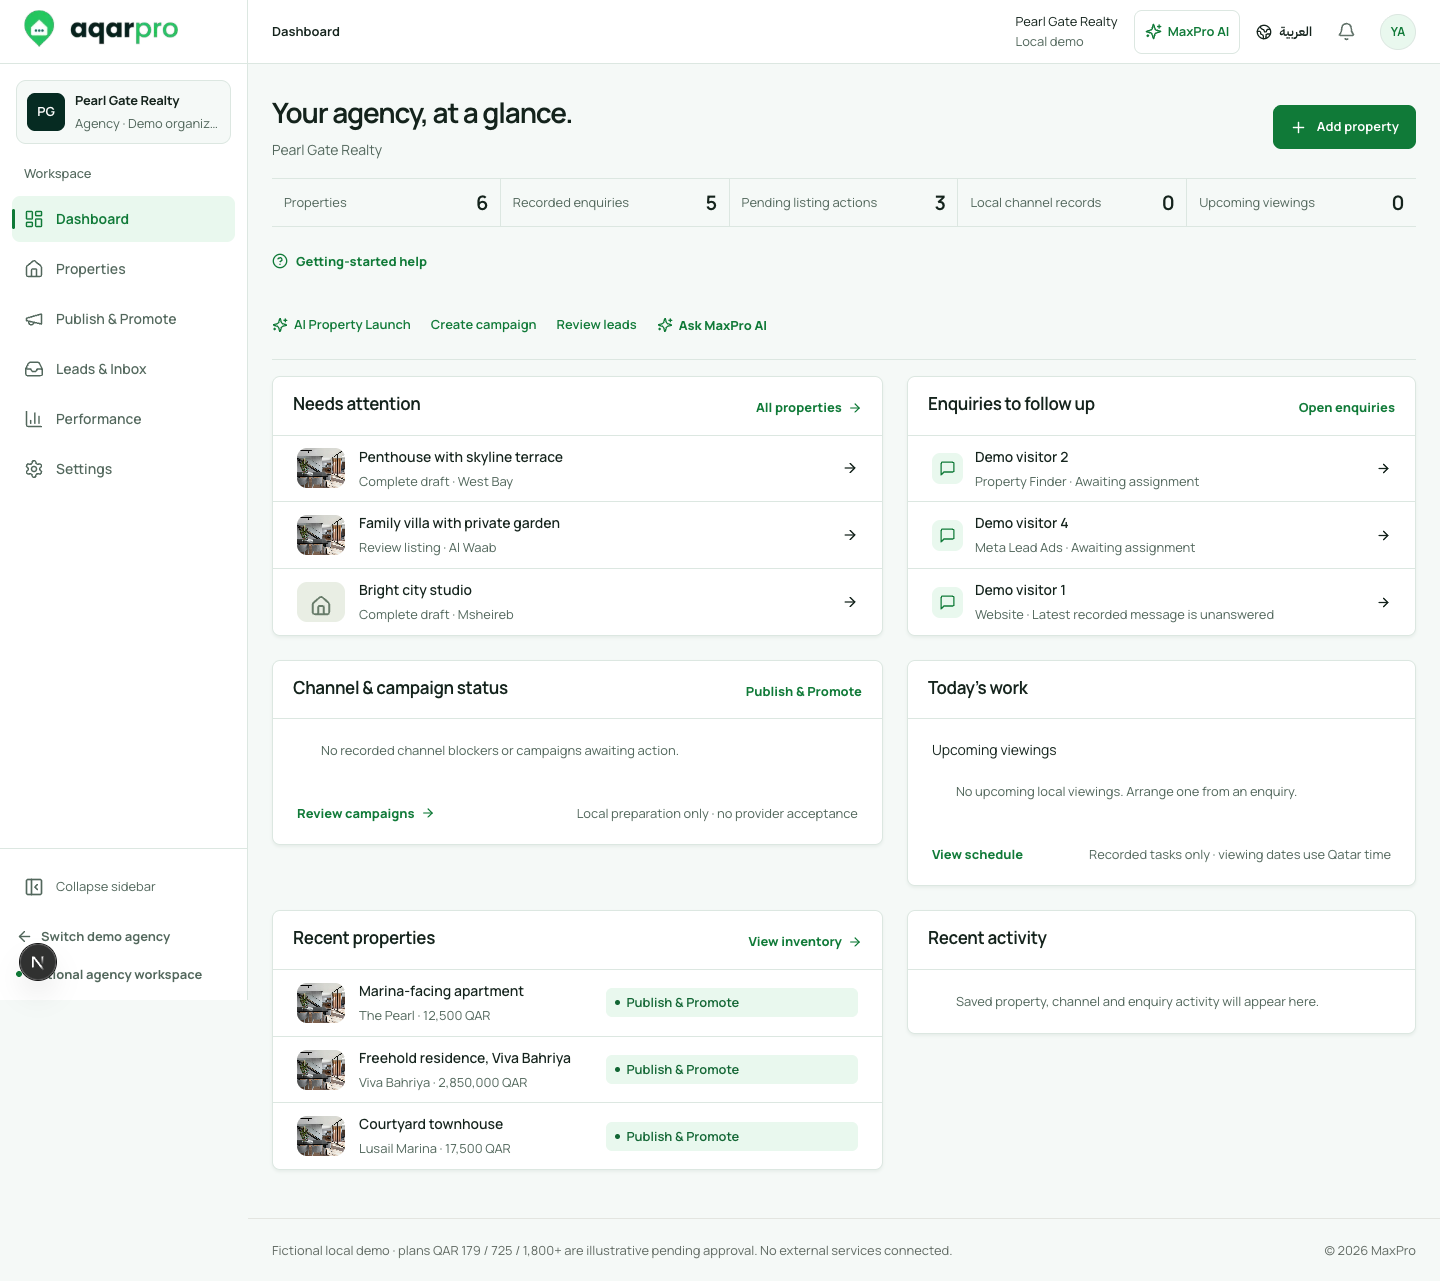 aqarpro
Dashboard
Pearl Gate Realty
Local demo
MaxPro AI
العربية
YA
PG
Pearl Gate Realty
Agency · Demo organiz...
Workspace
Dashboard
Properties
Publish & Promote
Leads & Inbox
Performance
Settings
Collapse sidebar
Switch demo agency
N
tional agency workspace
Your agency, at a glance.
Pearl Gate Realty
Add property
Properties 6
Recorded enquiries 5
Pending listing actions 3
Local channel records 0
Upcoming viewings 0
Getting-started help
AI Property Launch
Create campaign
Review leads
Ask MaxPro AI
Needs attention
All properties
Penthouse with skyline terrace
Complete draft · West Bay
Family villa with private garden
Review listing · Al Waab
Bright city studio
Complete draft · Msheireb
Enquiries to follow up
Open enquiries
Demo visitor 2
Property Finder · Awaiting assignment
Demo visitor 4
Meta Lead Ads · Awaiting assignment
Demo visitor 1
Website · Latest recorded message is unanswered
Channel & campaign status
Publish & Promote
No recorded channel blockers or campaigns awaiting action.
Review campaigns
Local preparation only · no provider acceptance
Today's work
Upcoming viewings
No upcoming local viewings. Arrange one from an enquiry.
View schedule
Recorded tasks only · viewing dates use Qatar time
Recent properties
View inventory
Marina-facing apartment
The Pearl · 12,500 QAR
Publish & Promote
Freehold residence, Viva Bahriya
Viva Bahriya · 2,850,000 QAR
Publish & Promote
Courtyard townhouse
Lusail Marina · 17,500 QAR
Publish & Promote
Recent activity
Saved property, channel and enquiry activity will appear here.
Fictional local demo · plans QAR 179 / 725 / 1,800+ are illustrative pending approval. No external services connected.
© 2026 MaxPro